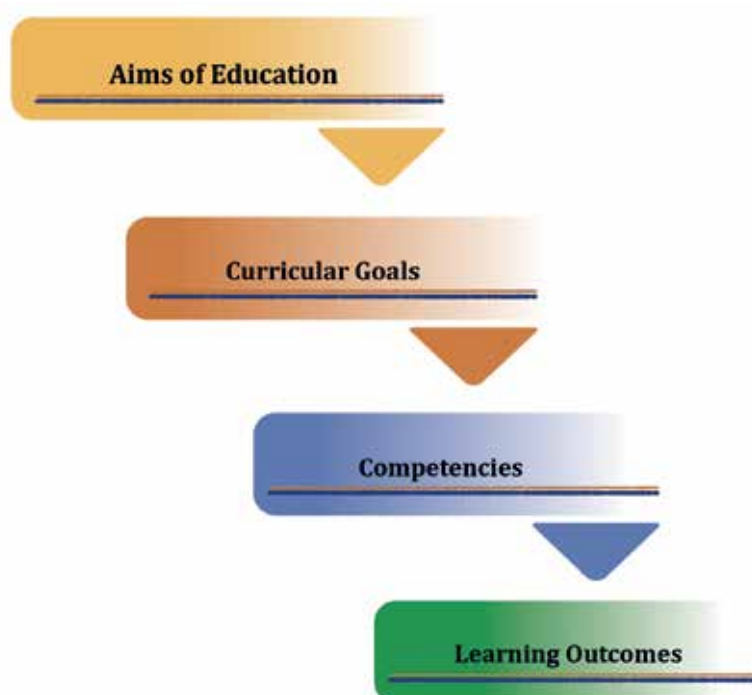 Aims of Education
Curricular Goals
Competencies
Learning Outcomes